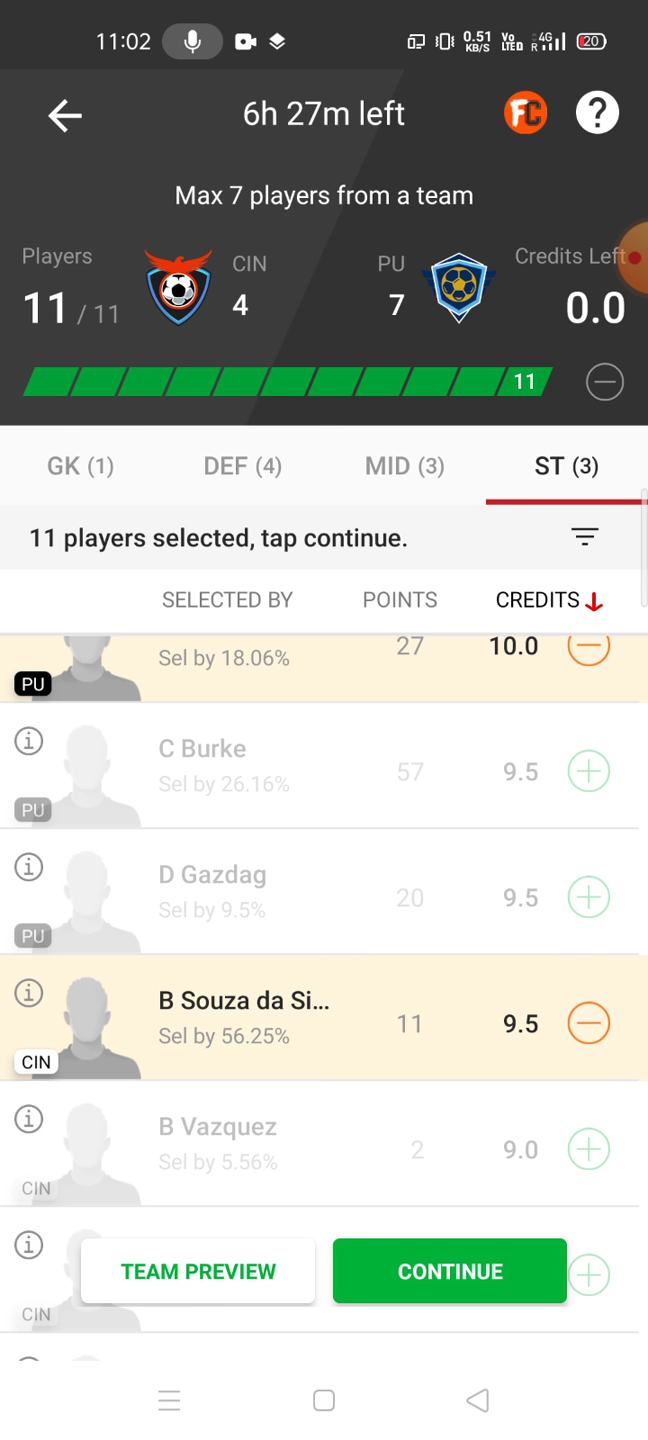 11:02
0.51 KB/S
Vo LTED
4G
R
20
6h 27m left
FC
?
Max 7 players from a team
Players
CIN
PU
Credits Left
11 / 11
4
7
0.0
11
GK (1)
DEF (4)
MID (3)
ST (3)
11 players selected, tap continue.
SELECTED BY
POINTS
CREDITS
Sel by 18.06%
27
10.0
PU
C Burke
Sel by 26.16%
57
9.5
PU
D Gazdag
Sel by 9.5%
20
9.5
PU
B Souza da Si...
Sel by 56.25%
11
9.5
CIN
B Vazquez
Sel by 5.56%
2
9.0
CIN
TEAM PREVIEW
CONTINUE
CIN